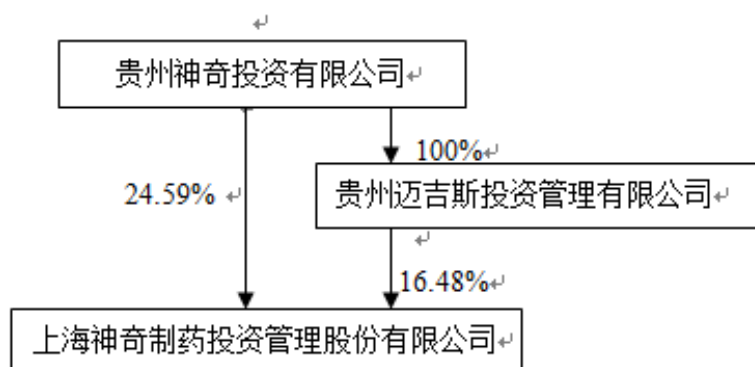 贵州神奇投资有限公司
100%
24.59%
贵州迈吉斯投资管理有限公司
16.48%
上海神奇制药投资管理股份有限公司